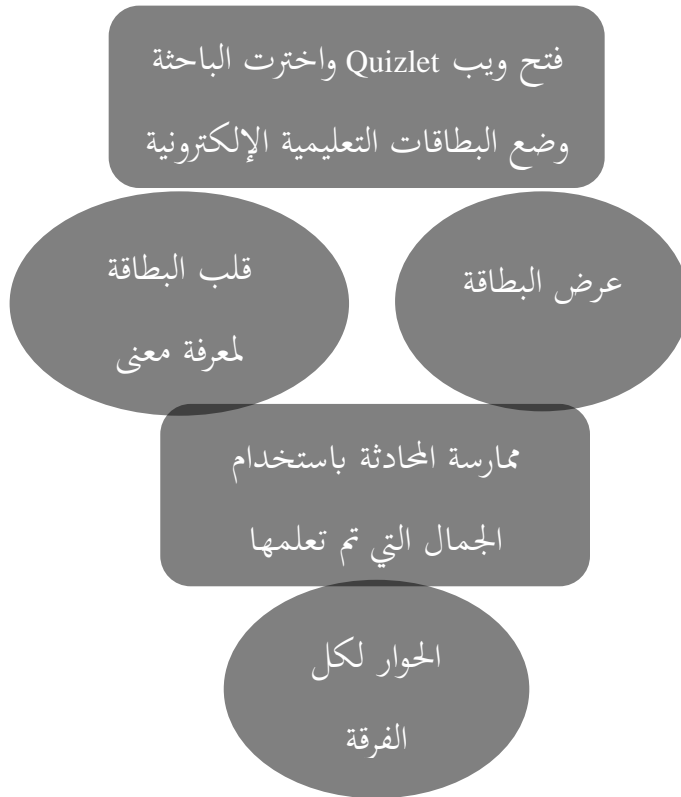 فتح ويب Quizlet واخترت الباحثة
وضع البطاقات التعليمية الإلكترونية
عرض البطاقة
قلب البطاقة
لمعرفة معنى
ممارسة المحادثة باستخدام
الجمال التي تم تعلمها
الحوار لكل
الفرقة